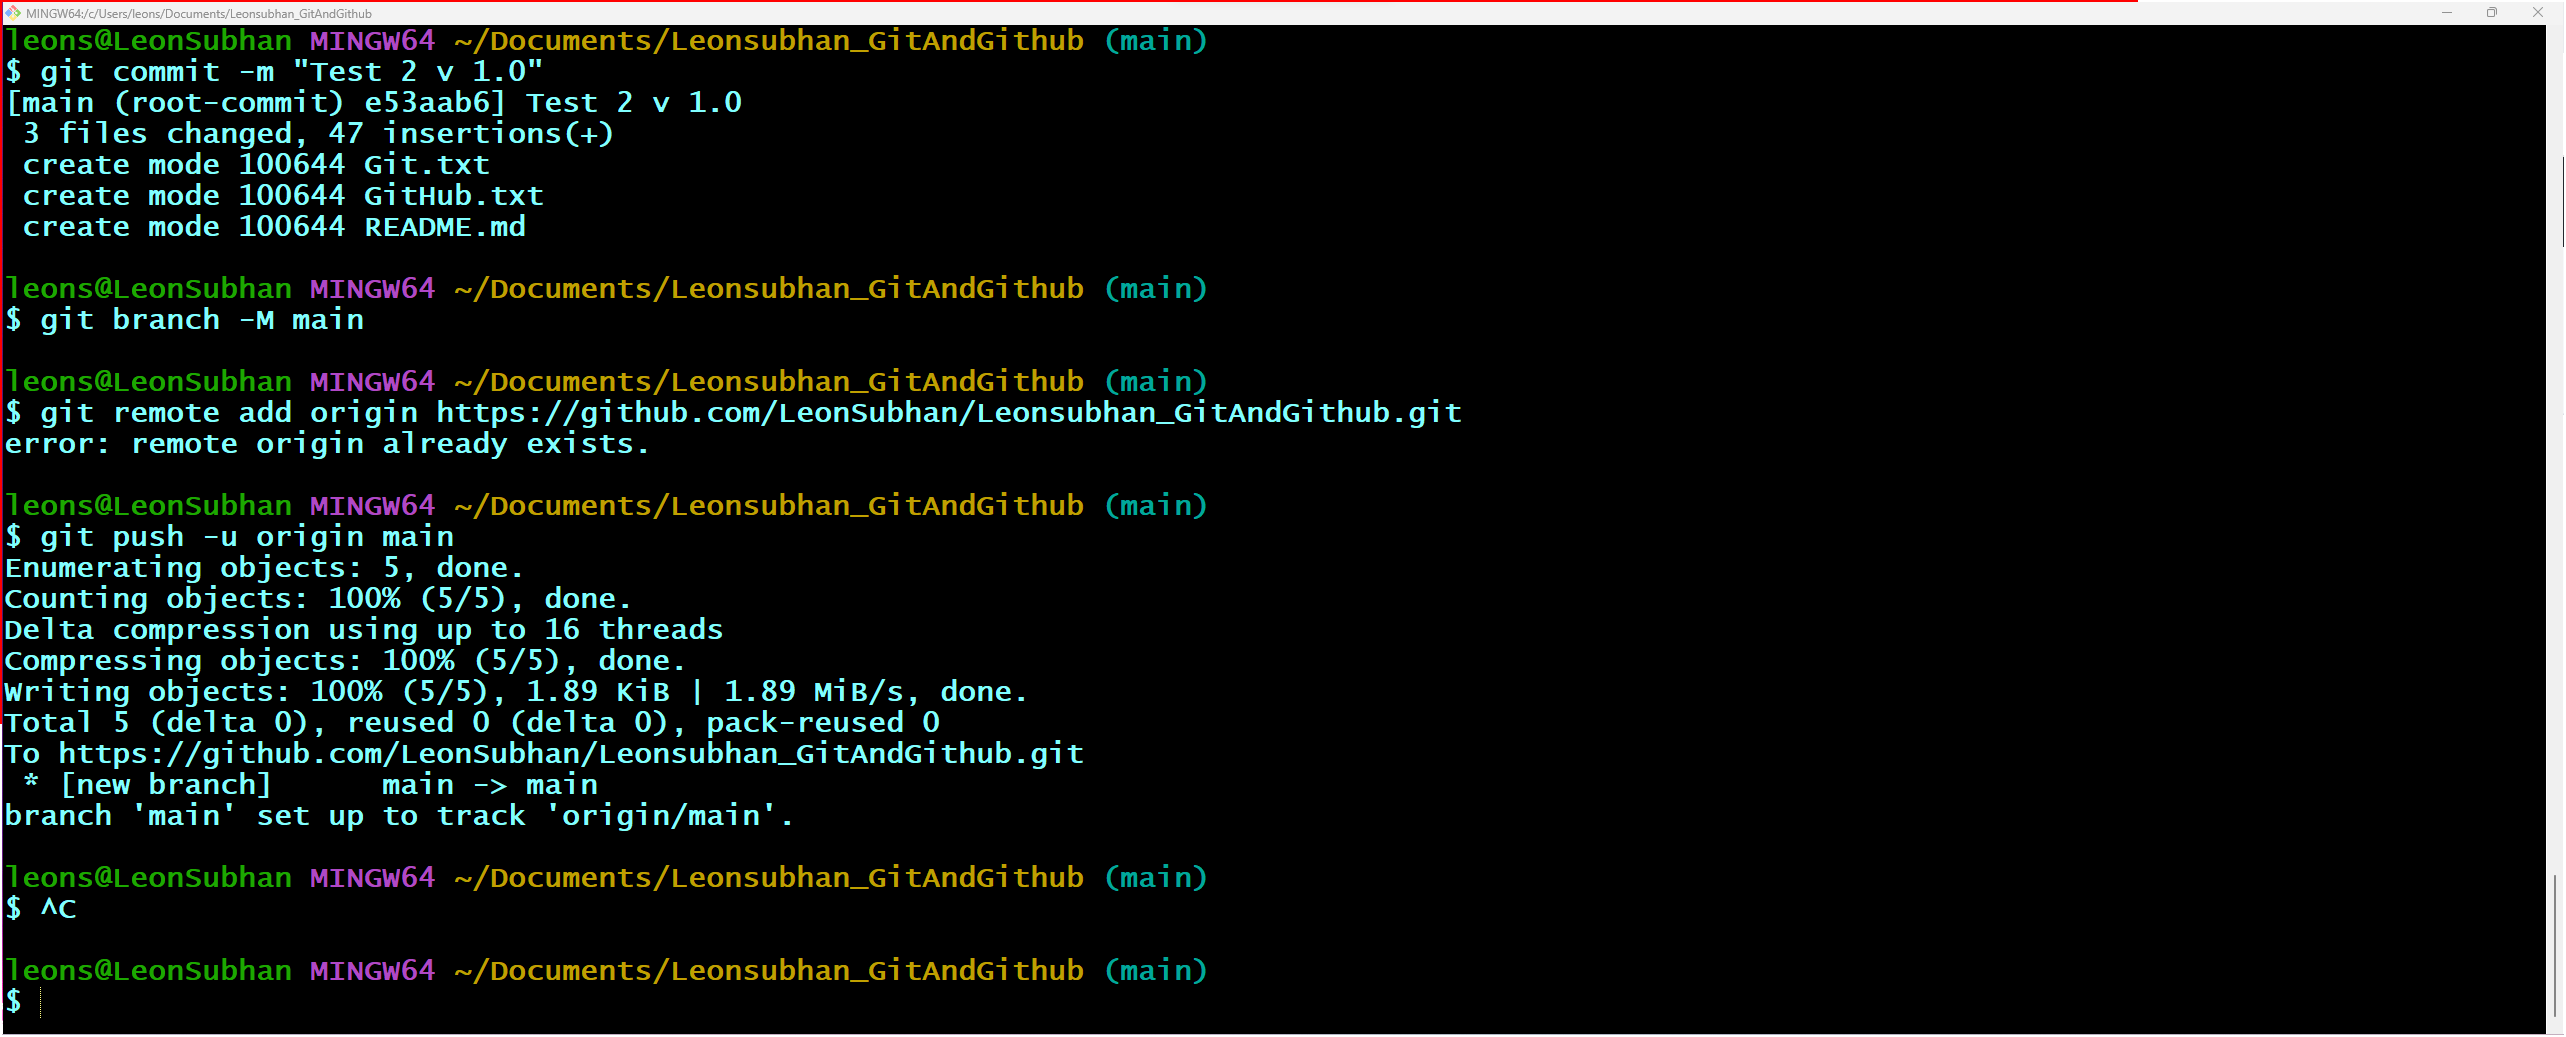 MINGW64:/c/Users/leons/Documents/Leonsubhan_GitAndGithub
leons@LeonSubhan MINGW64 ~/Documents/Leonsubhan_GitAndGithub (main)
$ git commit -m "Test 2 v 1.0"
[main (root-commit) e53aab6] Test 2 v 1.0
 3 files changed, 47 insertions(+)
 create mode 100644 Git.txt
 create mode 100644 GitHub.txt
 create mode 100644 README.md
leons@LeonSubhan MINGW64 ~/Documents/Leonsubhan_GitAndGithub (main)
$ git branch -M main
leons@LeonSubhan MINGW64 ~/Documents/Leonsubhan_GitAndGithub (main)
$ git remote add origin https://github.com/LeonSubhan/Leonsubhan_GitAndGithub.git
error: remote origin already exists.
leons@LeonSubhan MINGW64 ~/Documents/Leonsubhan_GitAndGithub (main)
$ git push -u origin main
Enumerating objects: 5, done.
Counting objects: 100% (5/5), done.
Delta compression using up to 16 threads
Compressing objects: 100% (5/5), done.
Writing objects: 100% (5/5), 1.89 KiB | 1.89 MiB/s, done.
Total 5 (delta 0), reused 0 (delta 0), pack-reused 0
To https://github.com/LeonSubhan/Leonsubhan_GitAndGithub.git
 * [new branch]      main -> main
branch 'main' set up to track 'origin/main'.
leons@LeonSubhan MINGW64 ~/Documents/Leonsubhan_GitAndGithub (main)
$ ^C
leons@LeonSubhan MINGW64 ~/Documents/Leonsubhan_GitAndGithub (main)
$